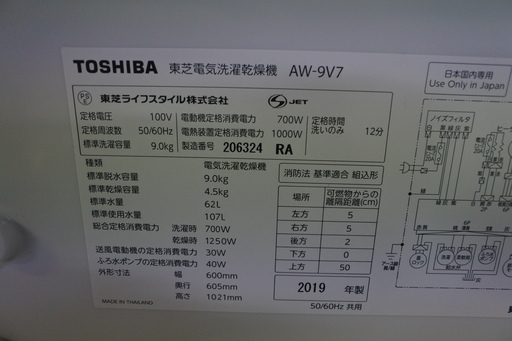 TOSHIBA 東芝電気洗濯乾燥機 AW-9V7
日本国内専用
Use Only in Japan
PS
E
東芝ライフスタイル株式会社
JET
定格電圧 100V
定格周波数 50/60Hz
標準洗濯容量 9.0kg
電動機定格消費電力 700W
電熱装置定格消費電力 1000W
製造番号 206324 RA
定格時間
洗いのみ 12分
種類 電気洗濯乾燥機
標準脱水容量 9.0kg
標準乾燥容量 4.5kg
標準水量 62L
標準使用水量 107L
総合定格消費電力 洗濯時 700W
乾燥時 1250W
送風電動機の定格消費電力 30W
ふろ水ポンプの定格消費電力 40W
外形寸法 幅 600mm
奥行 605mm
高さ 1021mm
MADE IN THAILAND
消防法 基準適合 組込形
場所 可燃物からの離隔距離(cm)
左方 5
右方 5
後方 2
下方 0
上方 50
2019 年製
50/60Hz 共用
ノイズフィルタ